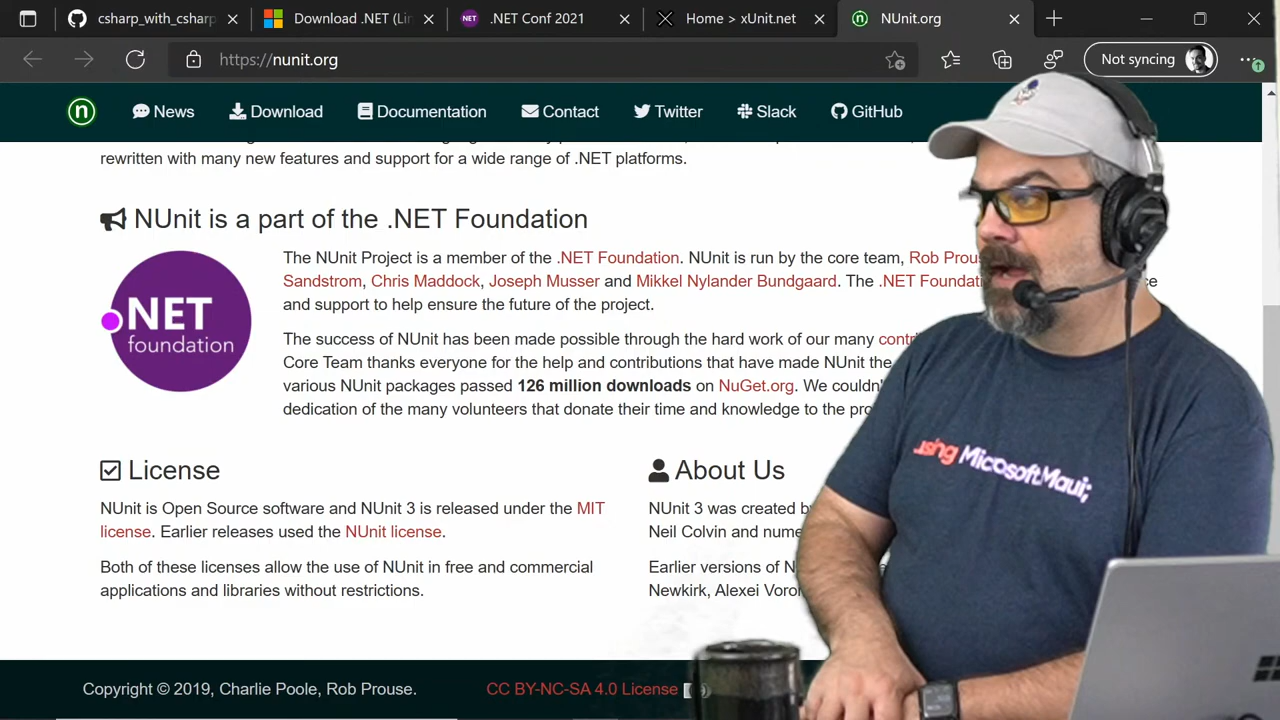 csharp_with_csharp
Download .NET (Li
.NET Conf 2021
Home > xUnit.net
NUnit.org
https://nunit.org
Not syncing
News
Download
Documentation
Contact
Twitter
Slack
GitHub
rewritten with many new features and support for a wide range of .NET platforms.
NUnit is a part of the .NET Foundation
The NUnit Project is a member of the .NET Foundation. NUnit is run by the core team, Rob Prous
Sandstrom, Chris Maddock, Joseph Musser and Mikkel Nylander Bundgaard. The .NET Foundati ce
and support to help ensure the future of the project.
.NET
foundation
The success of NUnit has been made possible through the hard work of our many contr
Core Team thanks everyone for the help and contributions that have made NUnit the
various NUnit packages passed 126 million downloads on NuGet.org. We couldn'
dedication of the many volunteers that donate their time and knowledge to the pro
License
NUnit is Open Source software and NUnit 3 is released under the MIT
license. Earlier releases used the NUnit license.
Both of these licenses allow the use of NUnit in free and commercial
applications and libraries without restrictions.
About Us
NUnit 3 was created b
Neil Colvin and nume
Earlier versions of N
Newkirk, Alexei Voron
using Microsoft.Maui;
Copyright © 2019, Charlie Poole, Rob Prouse.
CC BY-NC-SA 4.0 License